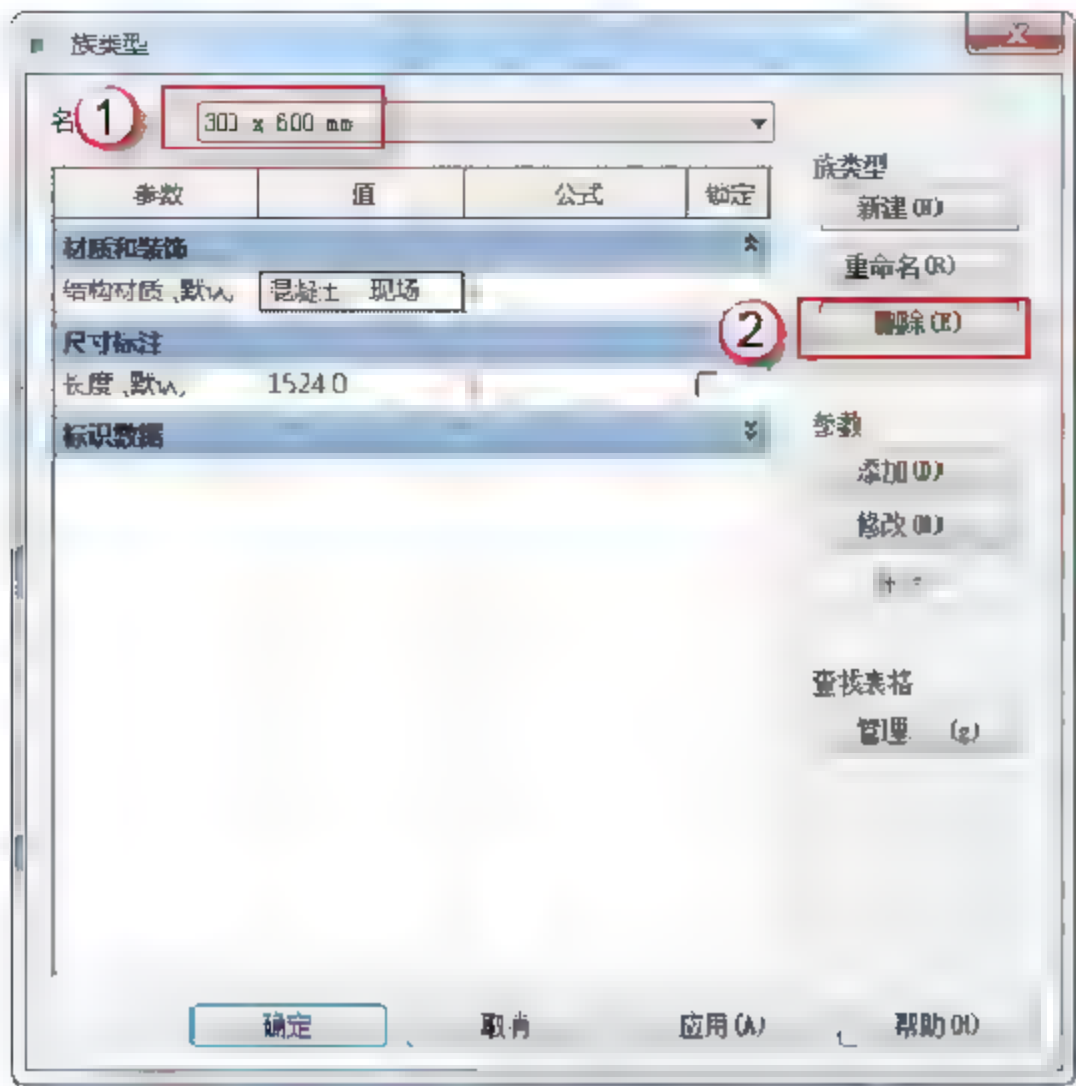 族类型
名
1
300 x 600 mm
参数 值 公式 锁定
族类型
新建(N)
材质和装饰
重命名(R)
结构材质(默认) 混凝土 现场
2
删除(E)
尺寸标注
长度(默认) 1524.0
标识数据
参数
添加(D)
修改(M)
查找表格
管理 (g)
确定 取消 应用(A) 帮助(H)